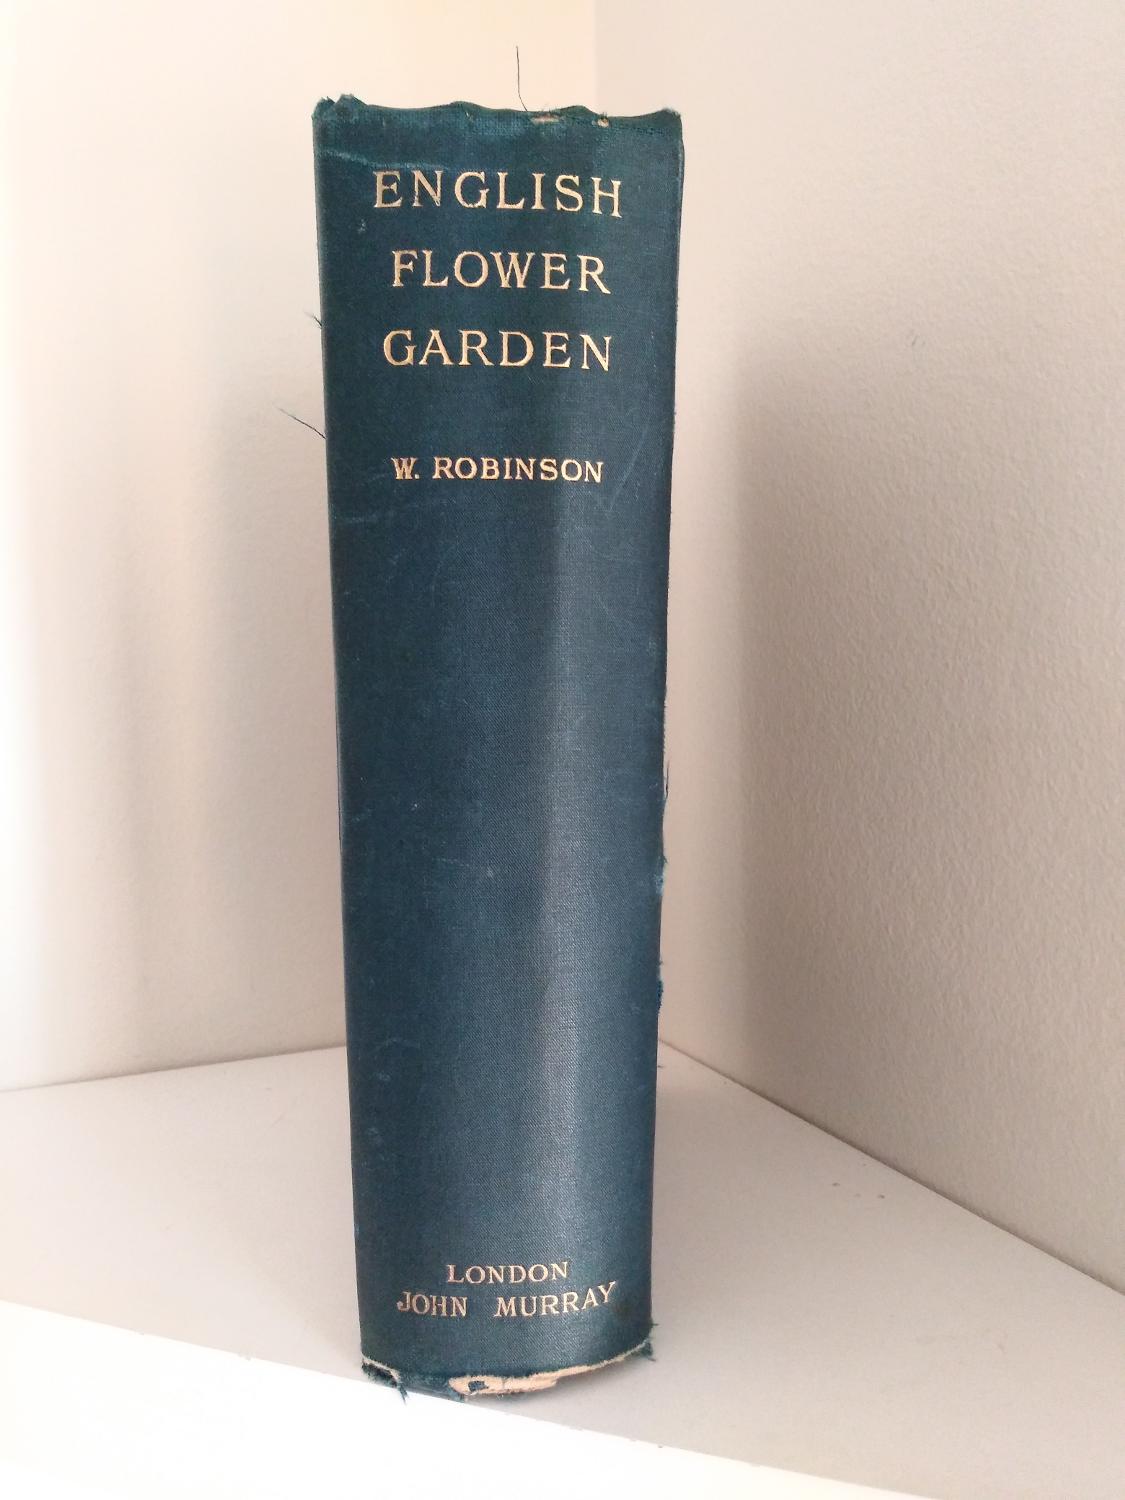 ENGLISH
FLOWER
GARDEN
W. ROBINSON
LONDON
JOHN MURRAY